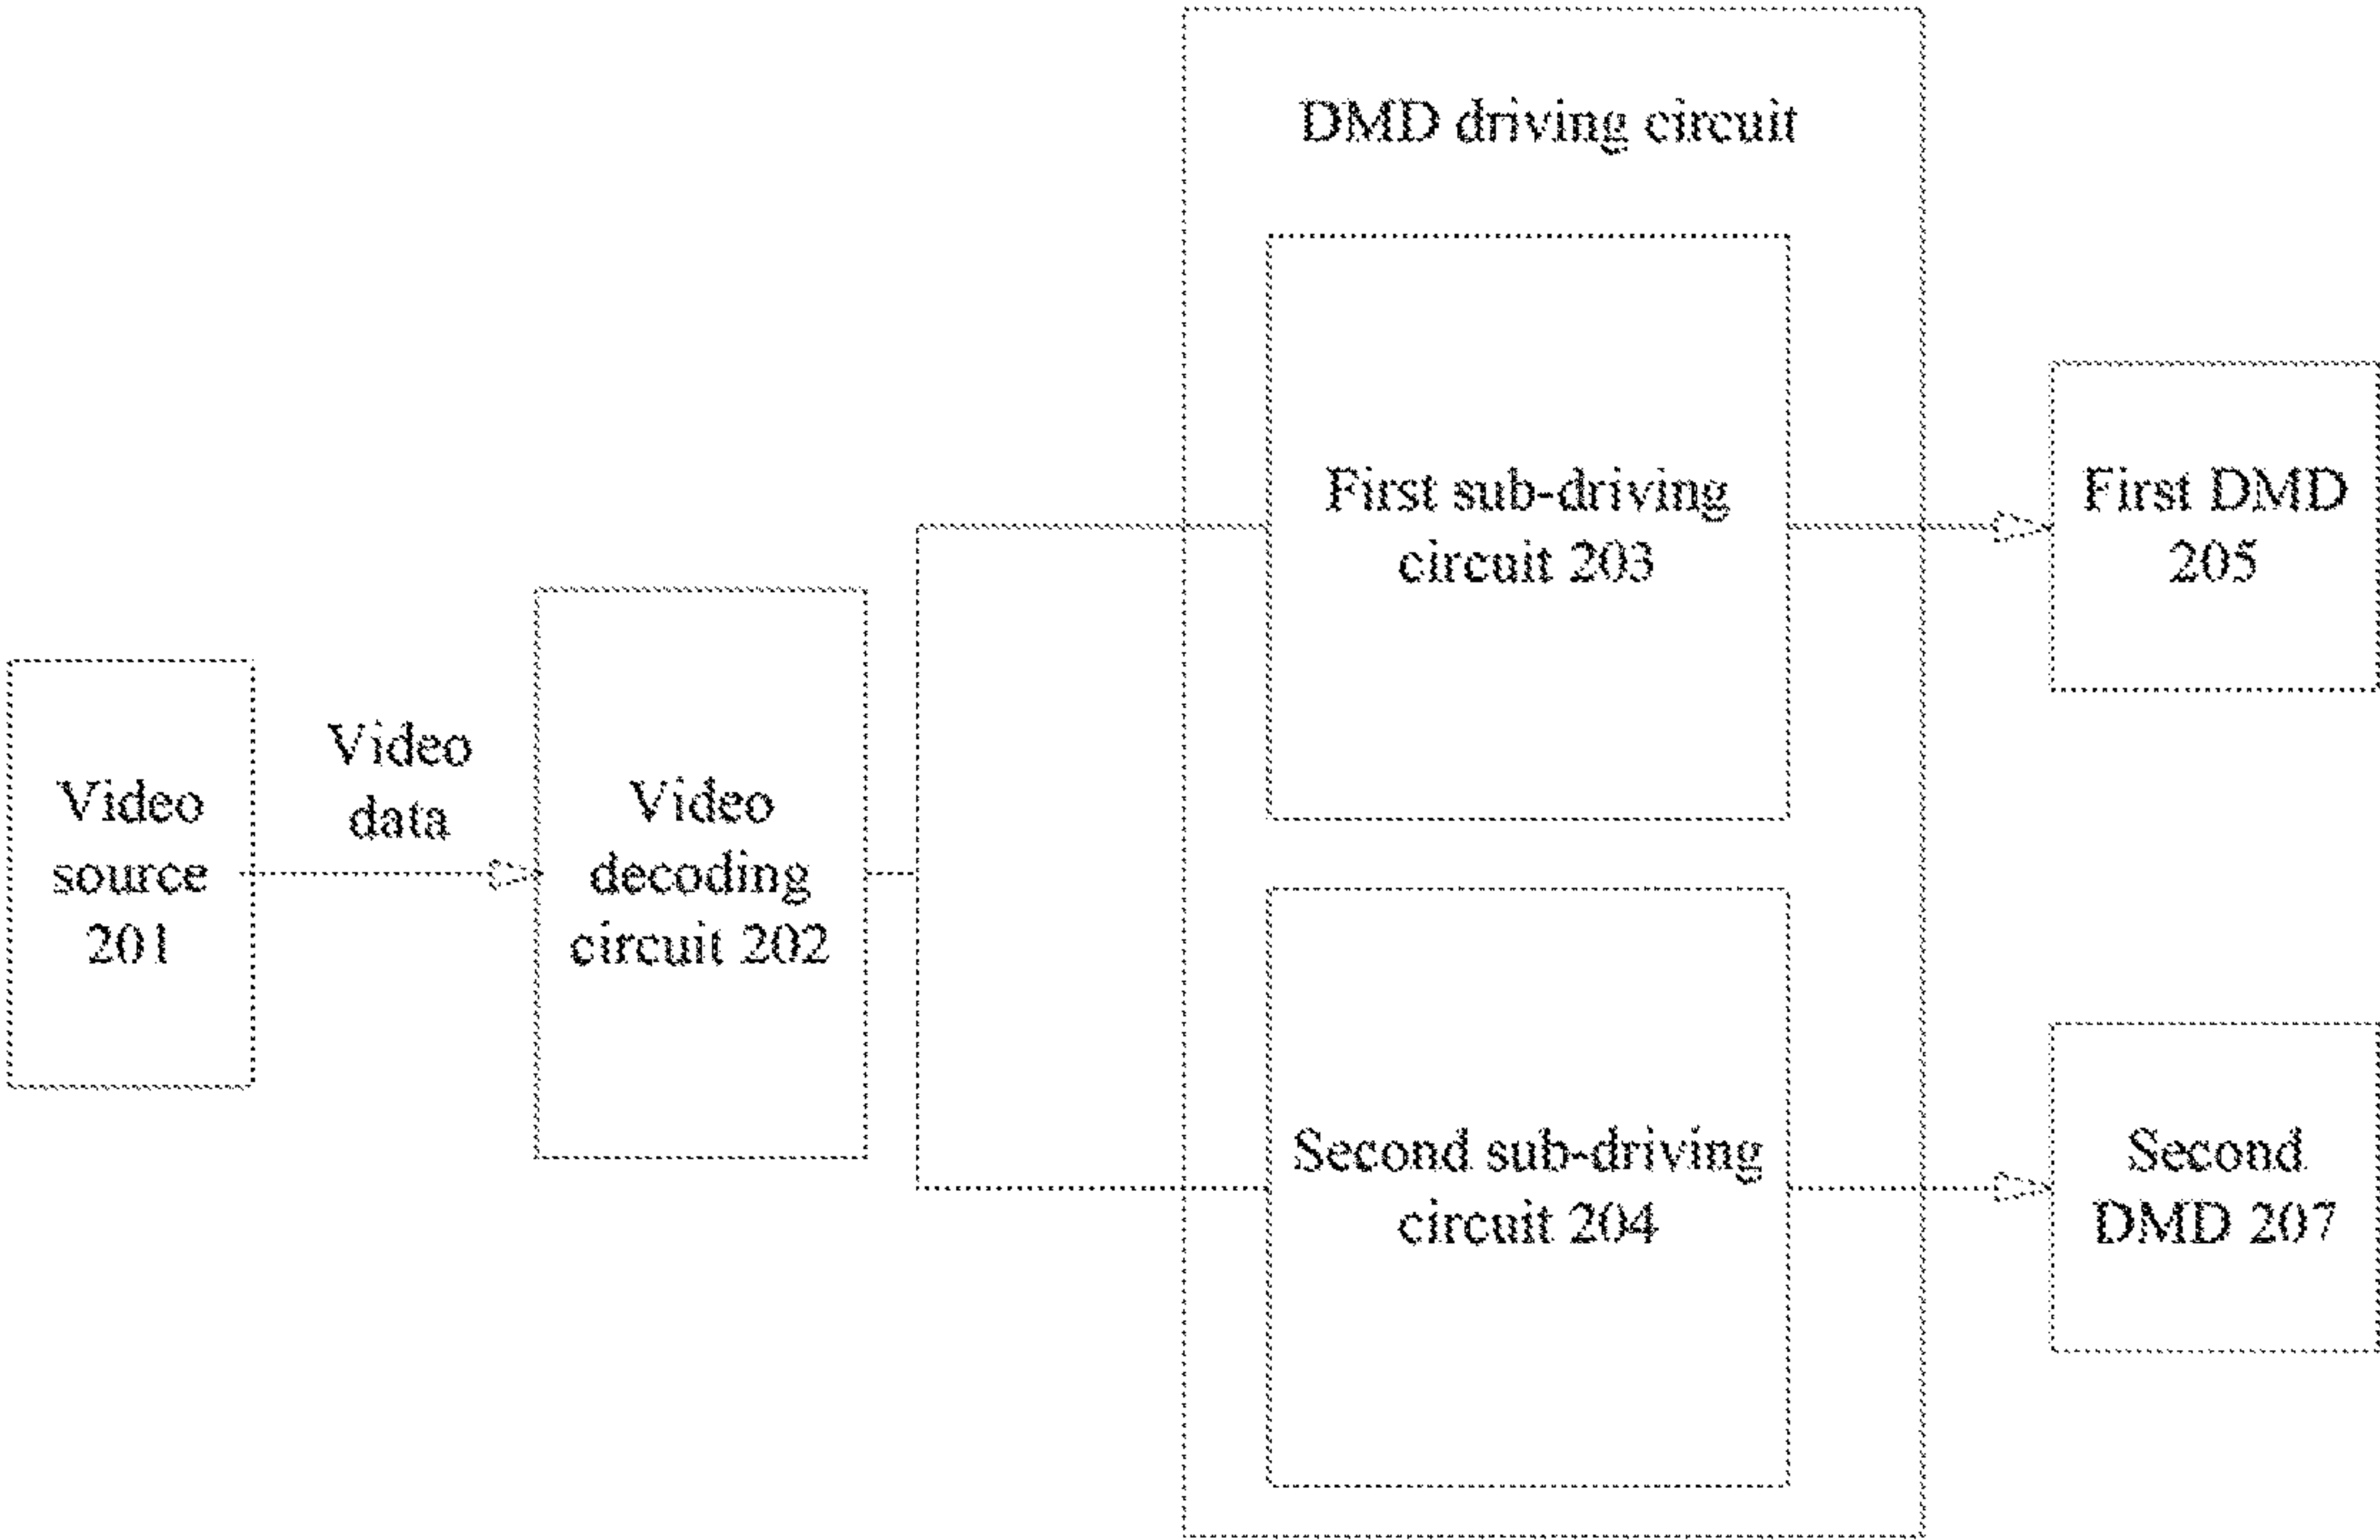 DMD driving circuit
First sub-driving
circuit 203
First DMD
205
Video
data
Video
source
201
Video
decoding
circuit 202
Second sub-driving
circuit 204
Second
DMD 207